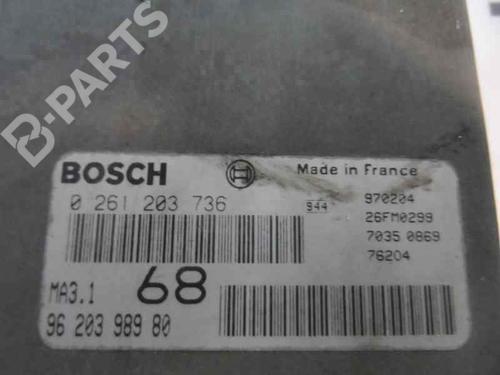 B-PARTS
BOSCH
Made in France
0 261 203 736
944
970204
26FM0299
7035 0869
76204
MA3.1
68
96 203 989 80